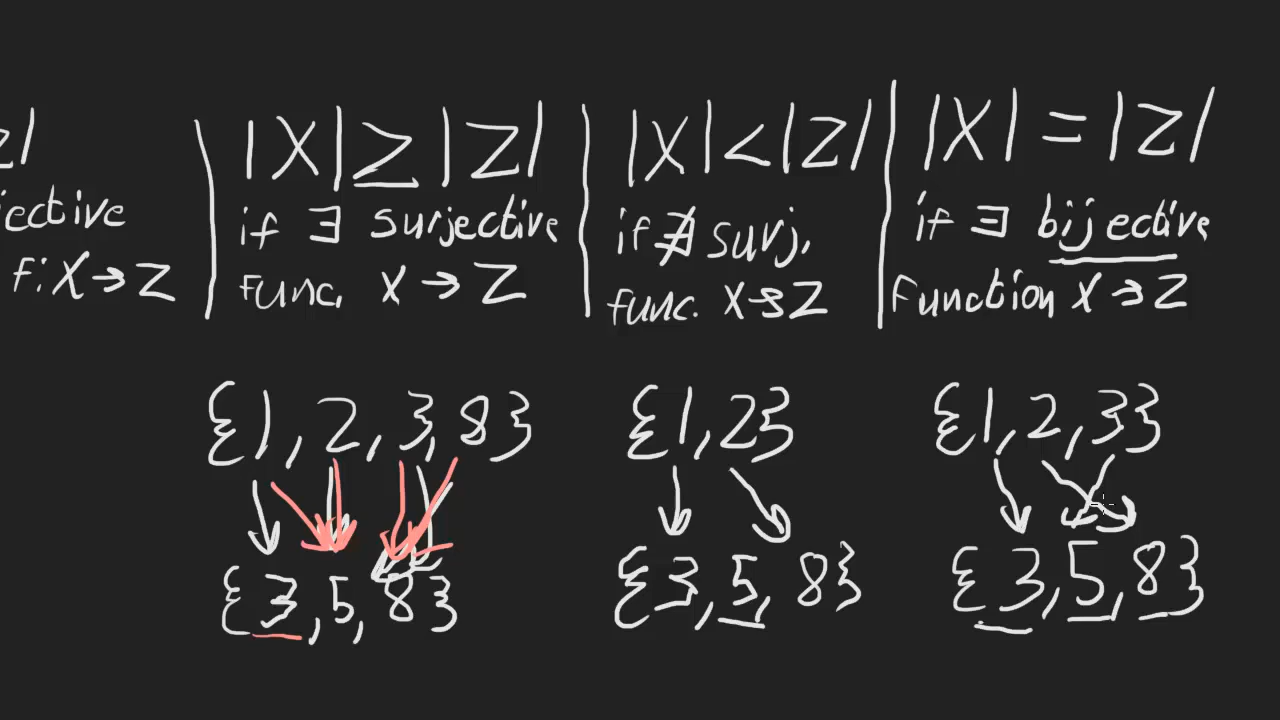 z|
jective
f:X→Z
|X|≥|Z|
if ∃ surjective
func. X→Z
{1,2,3,8}
{3,5,8}
|X|<|Z|
if ∄ surj.
func. X→Z
{1,2}
{3,5,8}
|X|=|Z|
if ∃ bijective
Function X→Z
{1,2,3}
{3,5,8}